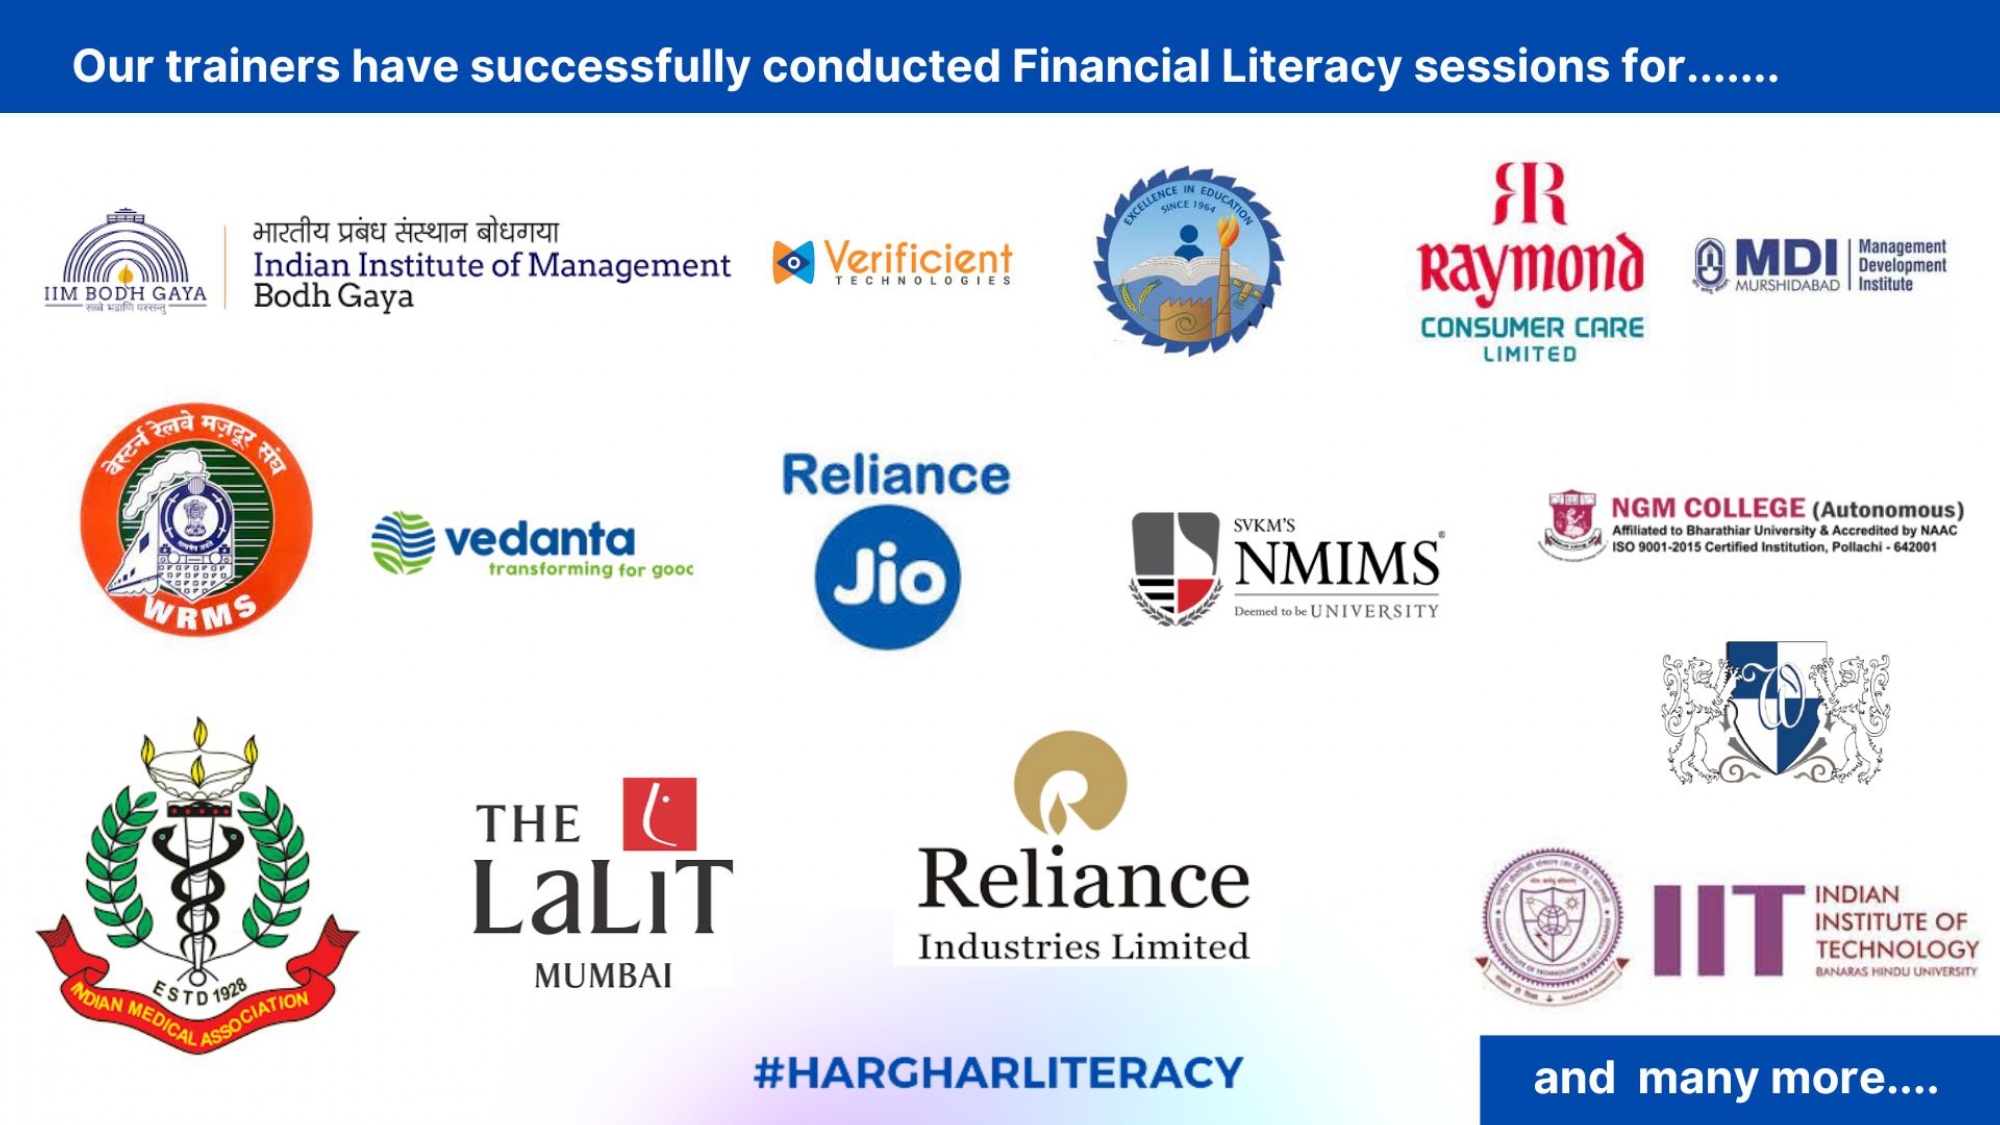 Our trainers have successfully conducted Financial Literacy sessions for.......
भारतीय प्रबंध संस्थान बोधगया
Indian Institute of Management
Bodh Gaya
IIM BODH GAYA
Verificient
TECHNOLOGIES
EXCELLENCE IN EDUCATION
SINCE 1964
Raymond
CONSUMER CARE
LIMITED
MDI
MURSHIDABAD
Management
Development
Institute
वेस्टर्न रेलवे मज़दूर संघ
WRMS
vedanta
transforming for good
Reliance
Jio
SVKM'S
NMIMS
Deemed to be UNIVERSITY
NGM COLLEGE (Autonomous)
Affiliated to Bharathiar University & Accredited by NAAC
ISO 9001-2015 Certified Institution, Pollachi - 642001
W
ESTD 1928
INDIAN MEDICAL ASSOCIATION
THE
LaLiT
MUMBAI
Reliance
Industries Limited
IIT
INDIAN
INSTITUTE OF
TECHNOLOGY
BANARAS HINDU UNIVERSITY
#HARGHARLITERACY
and many more....